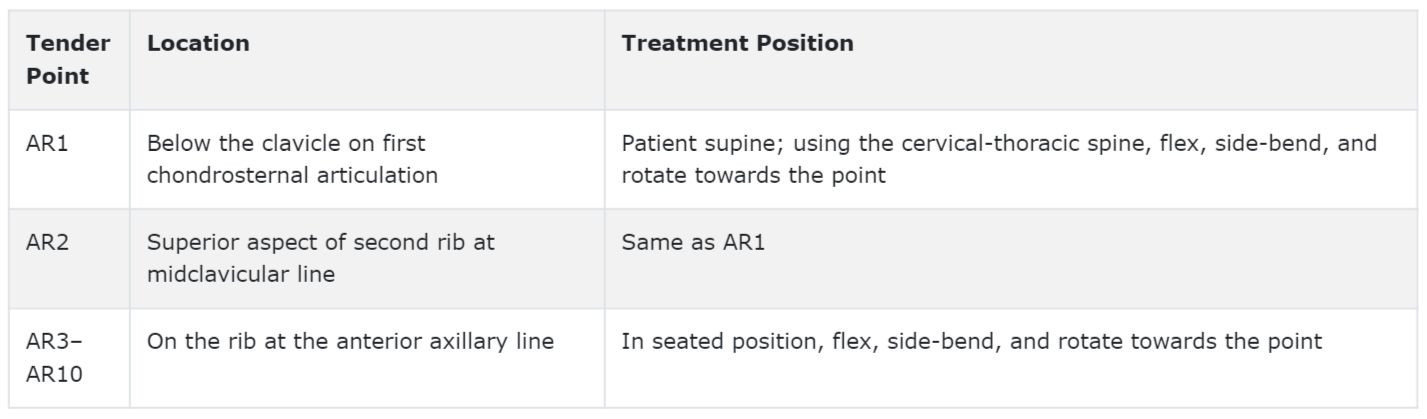 Tender Point
Location
Treatment Position
AR1
Below the clavicle on first
chondrosternal articulation
Patient supine; using the cervical-thoracic spine, flex, side-bend, and
rotate towards the point
AR2
Superior aspect of second rib at
midclavicular line
Same as AR1
AR3–
AR10
On the rib at the anterior axillary line
In seated position, flex, side-bend, and rotate towards the point